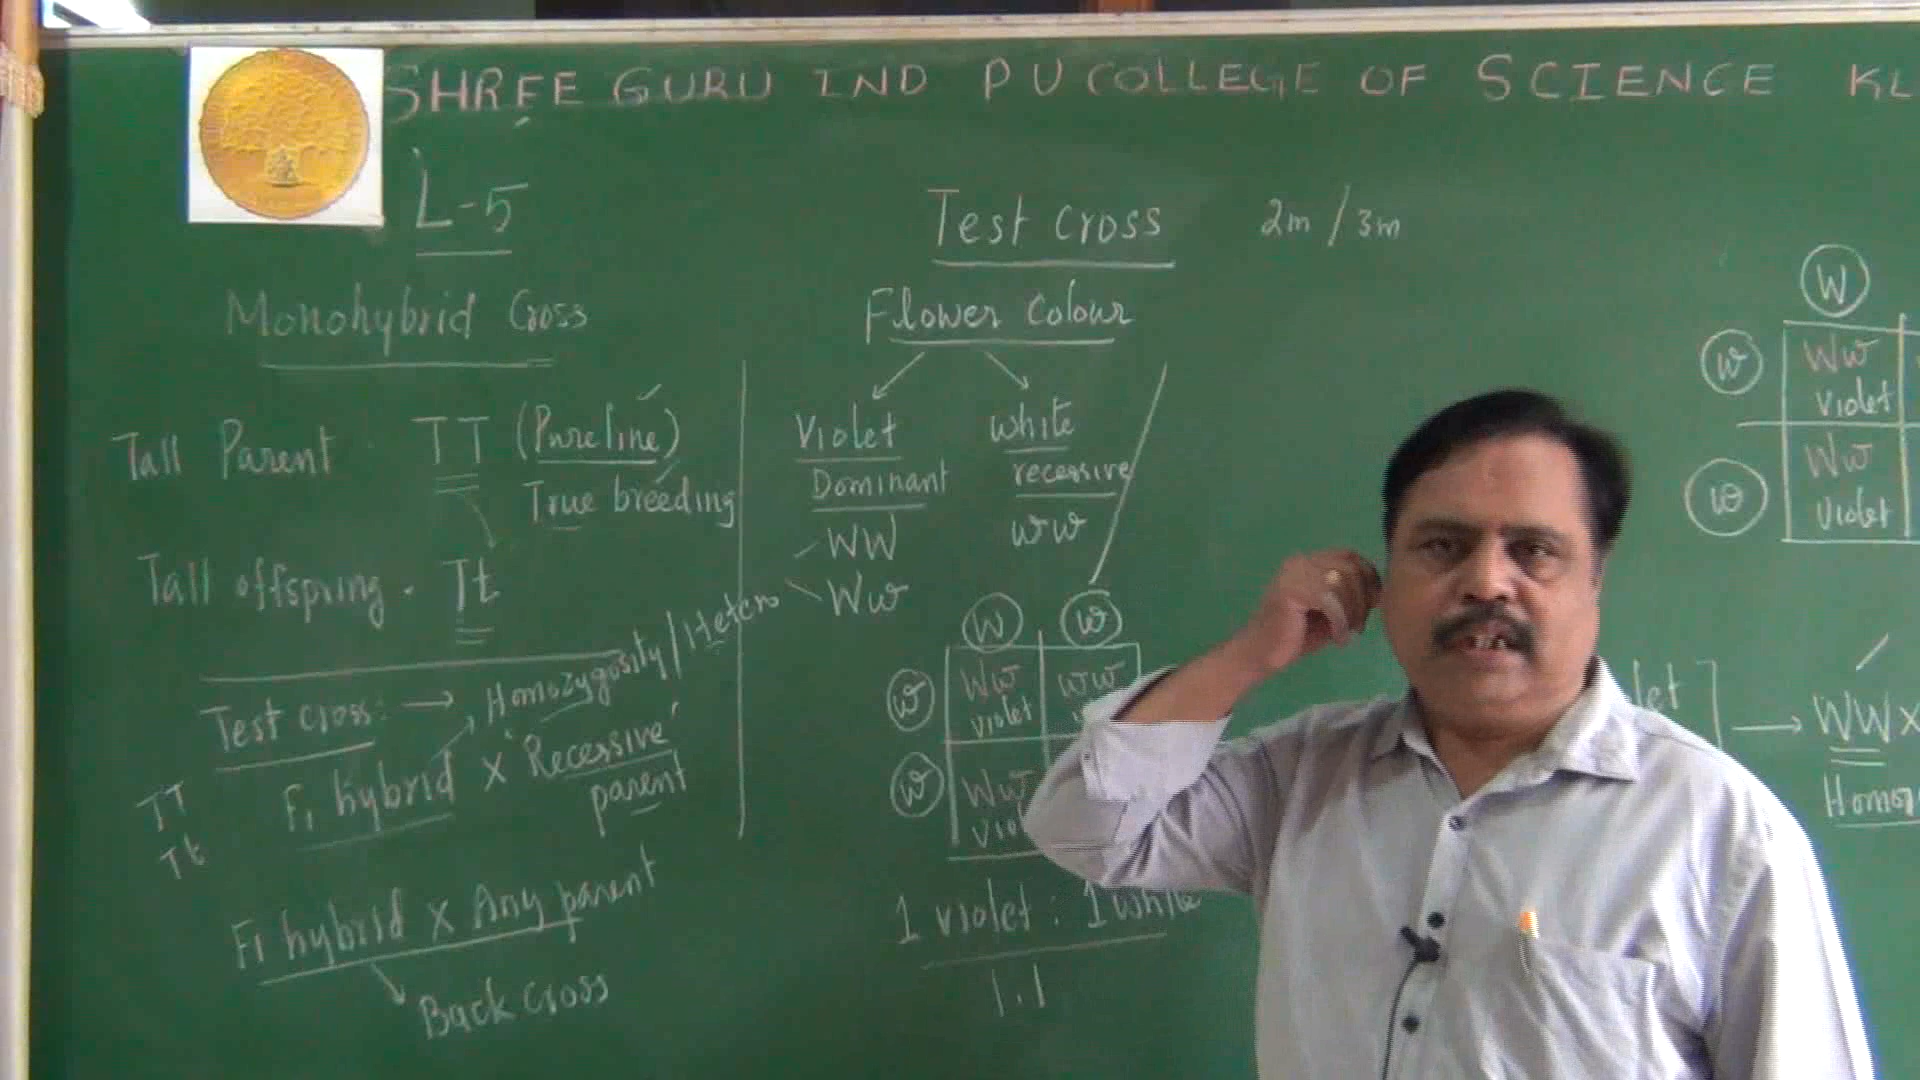 SHREE GURU IND PU COLLEGE OF SCIENCE KL
L-5
Monohybrid Cross
Tall Parent TT (Pureline)
True breeding
Tall offspring - Tt
Test cross: → Homozygosity / Hetero
F1 hybrid X Recessive
parent
TT
Tt
F1 hybrid X Any parent
Back cross
Test cross 2m / 3m
Flower Colour
Violet white
Dominant recessive
WW ww
Ww
W w
w Ww ww
violet
w Ww
1 violet : 1 white
1.1
W
w Ww
violet
w Ww
violet
→ WW x